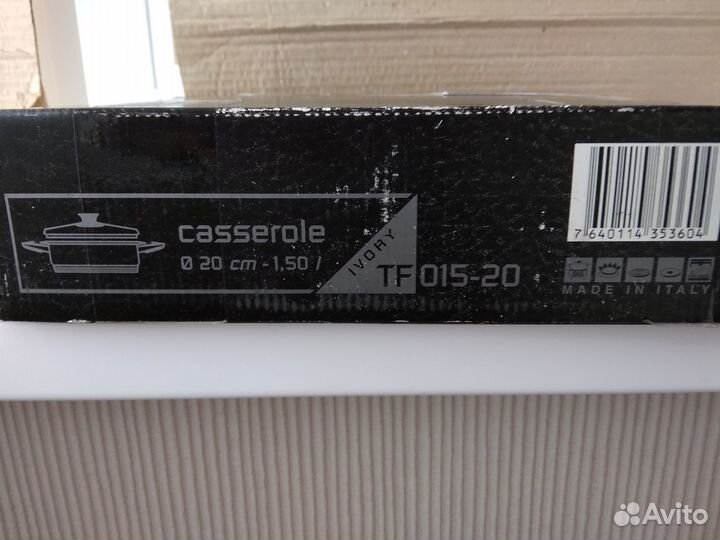 casserole
Ø 20 cm - 1,50 l
IVORY
TF 015-20
7 640114 353604
MADE IN ITALY
Avito